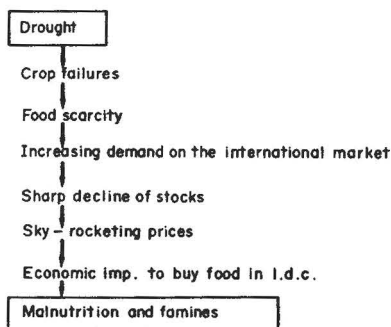 Drought
Crop failures
Food scarcity
Increasing demand on the international market
Sharp decline of stocks
Sky - rocketing prices
Economic imp. to buy food in l.d.c.
Malnutrition and famines